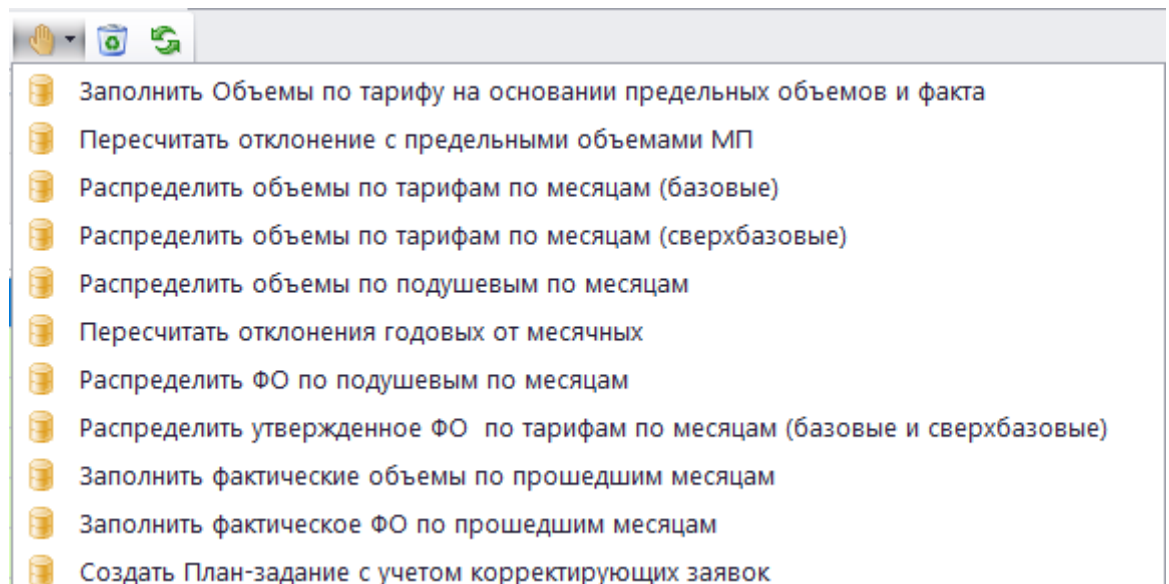 Заполнить Объемы по тарифу на основании предельных объемов и факта
Пересчитать отклонение с предельными объемами МП
Распределить объемы по тарифам по месяцам (базовые)
Распределить объемы по тарифам по месяцам (сверхбазовые)
Распределить объемы по подушевым по месяцам
Пересчитать отклонения годовых от месячных
Распределить ФО по подушевым по месяцам
Распределить утвержденное ФО  по тарифам по месяцам (базовые и сверхбазовые)
Заполнить фактические объемы по прошедшим месяцам
Заполнить фактическое ФО по прошедшим месяцам
Создать План-задание с учетом корректирующих заявок